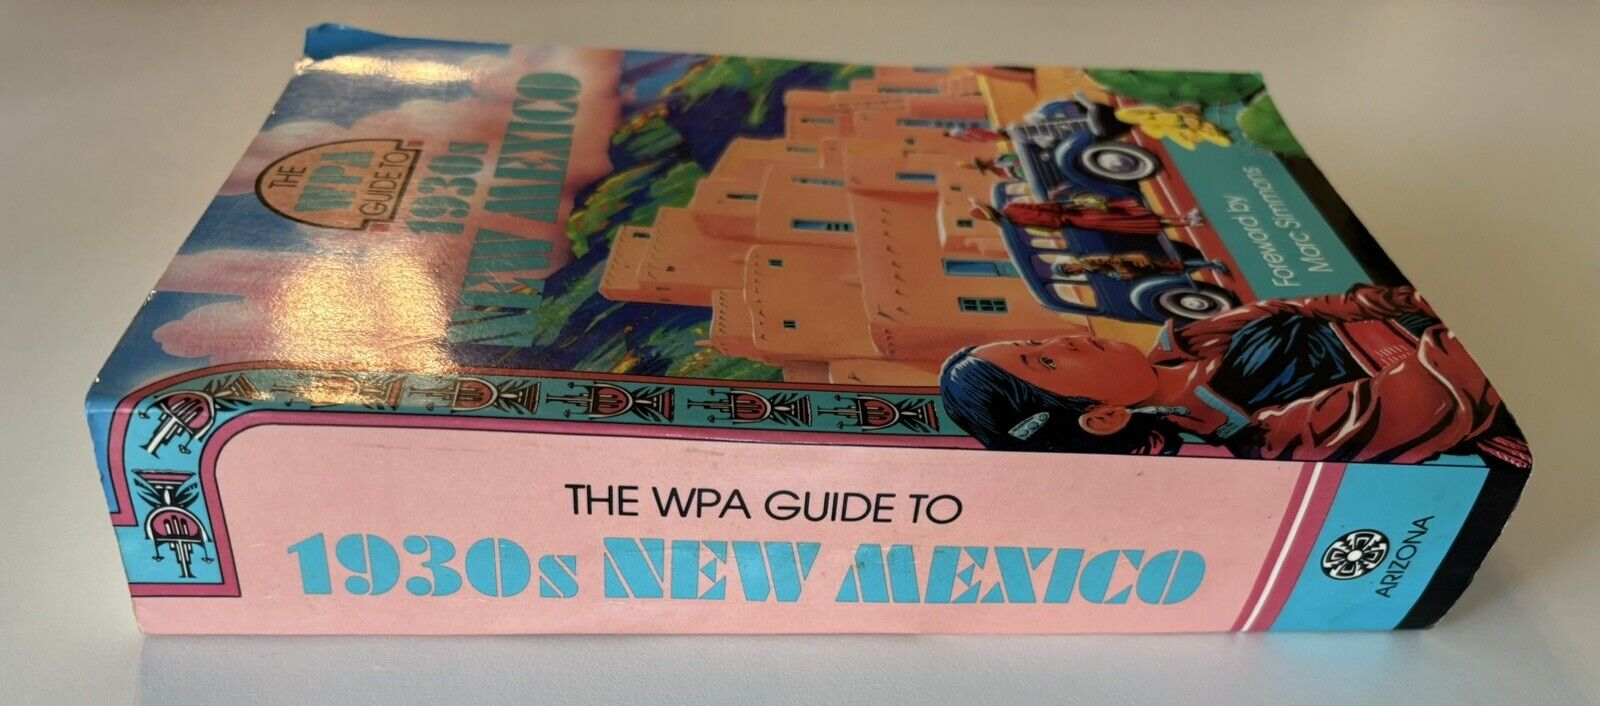 THE
WPA
GUIDE TO
1930s
NEW MEXICO
Foreword by
Marc Simmons
THE WPA GUIDE TO
1930s NEW MEXICO
ARIZONA